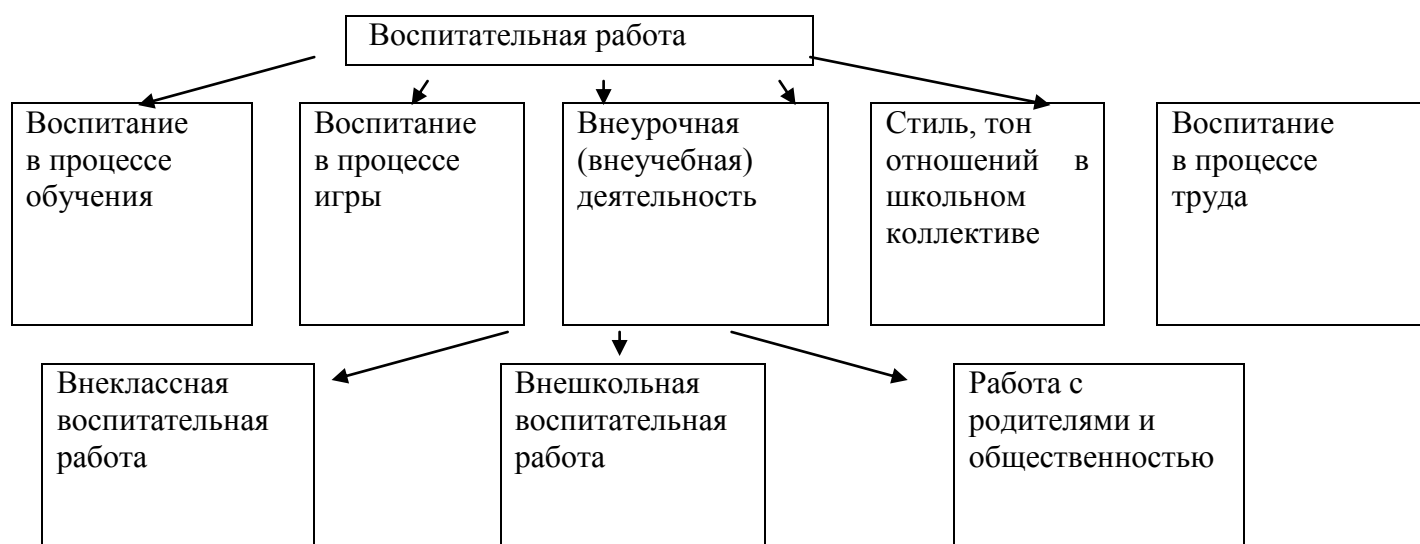 Воспитательная работа
Воспитание
в процессе
обучения
Воспитание
в процессе
игры
Внеурочная
(внеучебная)
деятельность
Стиль, тон
отношений в
школьном
коллективе
Воспитание
в процессе
труда
Внеклассная
воспитательная
работа
Внешкольная
воспитательная
работа
Работа с
родителями и
общественностью